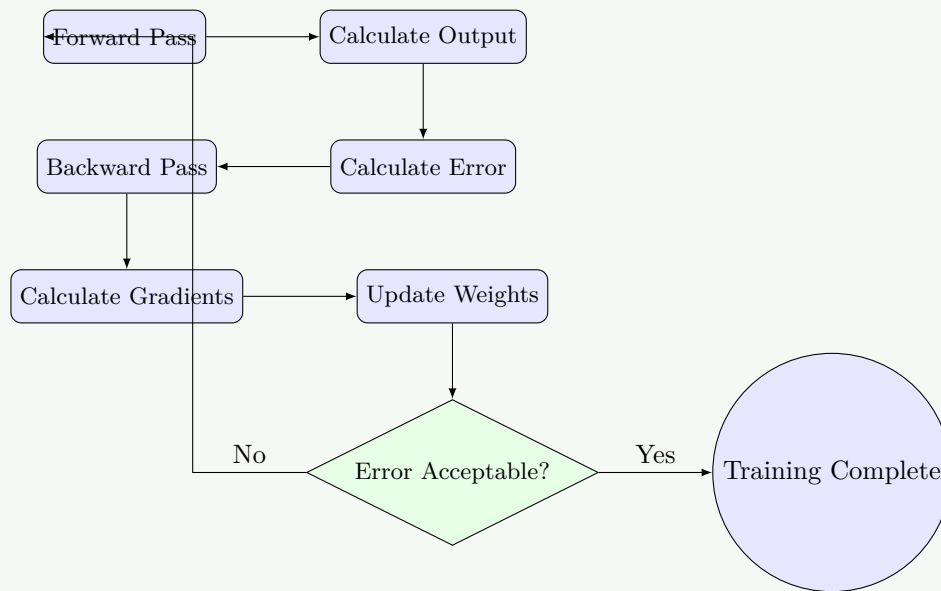 Forward Pass
Calculate Output
Backward Pass
Calculate Error
Calculate Gradients
Update Weights
No
Error Acceptable?
Yes
Training Complete